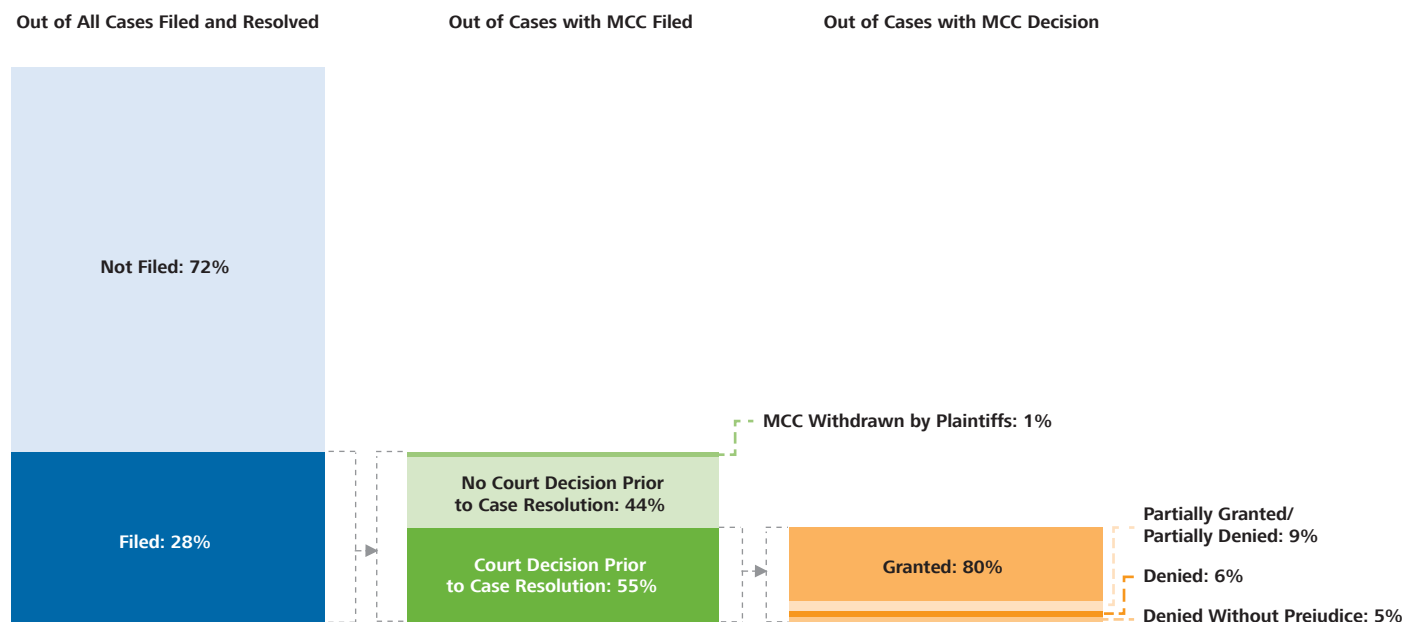 Out of All Cases Filed and Resolved
Out of Cases with MCC Filed
Out of Cases with MCC Decision
Not Filed: 72%
Filed: 28%
MCC Withdrawn by Plaintiffs: 1%
No Court Decision Prior
to Case Resolution: 44%
Court Decision Prior
to Case Resolution: 55%
Granted: 80%
Partially Granted/
Partially Denied: 9%
Denied: 6%
Denied Without Prejudice: 5%